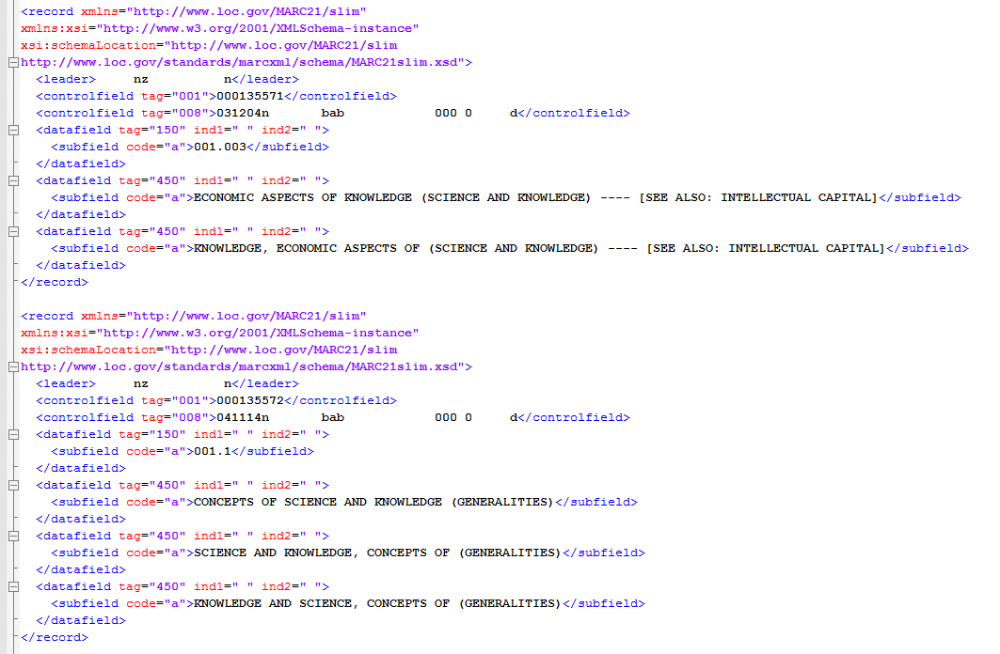 <record xmlns="http://www.loc.gov/MARC21/slim"
xmlns:xsi="http://www.w3.org/2001/XMLSchema-instance"
xsi:schemaLocation="http://www.loc.gov/MARC21/slim
http://www.loc.gov/standards/marcxml/schema/MARC21slim.xsd">
  <leader>     nz          n</leader>
  <controlfield tag="001">000135571</controlfield>
  <controlfield tag="008">031204n       bab            000 0     d</controlfield>
  <datafield tag="150" ind1=" " ind2=" ">
    <subfield code="a">001.003</subfield>
  </datafield>
  <datafield tag="450" ind1=" " ind2=" ">
    <subfield code="a">ECONOMIC ASPECTS OF KNOWLEDGE (SCIENCE AND KNOWLEDGE) ---- [SEE ALSO: INTELLECTUAL CAPITAL]</subfield>
  </datafield>
  <datafield tag="450" ind1=" " ind2=" ">
    <subfield code="a">KNOWLEDGE, ECONOMIC ASPECTS OF (SCIENCE AND KNOWLEDGE) ---- [SEE ALSO: INTELLECTUAL CAPITAL]</subfield>
  </datafield>
</record>

<record xmlns="http://www.loc.gov/MARC21/slim"
xmlns:xsi="http://www.w3.org/2001/XMLSchema-instance"
xsi:schemaLocation="http://www.loc.gov/MARC21/slim
http://www.loc.gov/standards/marcxml/schema/MARC21slim.xsd">
  <leader>     nz          n</leader>
  <controlfield tag="001">000135572</controlfield>
  <controlfield tag="008">041114n       bab            000 0     d</controlfield>
  <datafield tag="150" ind1=" " ind2=" ">
    <subfield code="a">001.1</subfield>
  </datafield>
  <datafield tag="450" ind1=" " ind2=" ">
    <subfield code="a">CONCEPTS OF SCIENCE AND KNOWLEDGE (GENERALITIES)</subfield>
  </datafield>
  <datafield tag="450" ind1=" " ind2=" ">
    <subfield code="a">SCIENCE AND KNOWLEDGE, CONCEPTS OF (GENERALITIES)</subfield>
  </datafield>
  <datafield tag="450" ind1=" " ind2=" ">
    <subfield code="a">KNOWLEDGE AND SCIENCE, CONCEPTS OF (GENERALITIES)</subfield>
  </datafield>
</record>